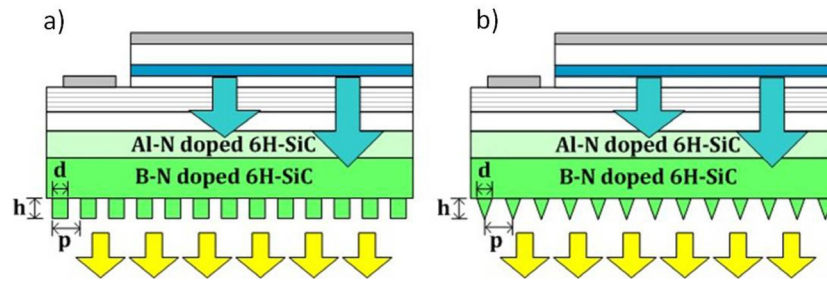 a)
Al-N doped 6H-SiC
d
B-N doped 6H-SiC
h
p
b)
Al-N doped 6H-SiC
d
B-N doped 6H-SiC
h
p